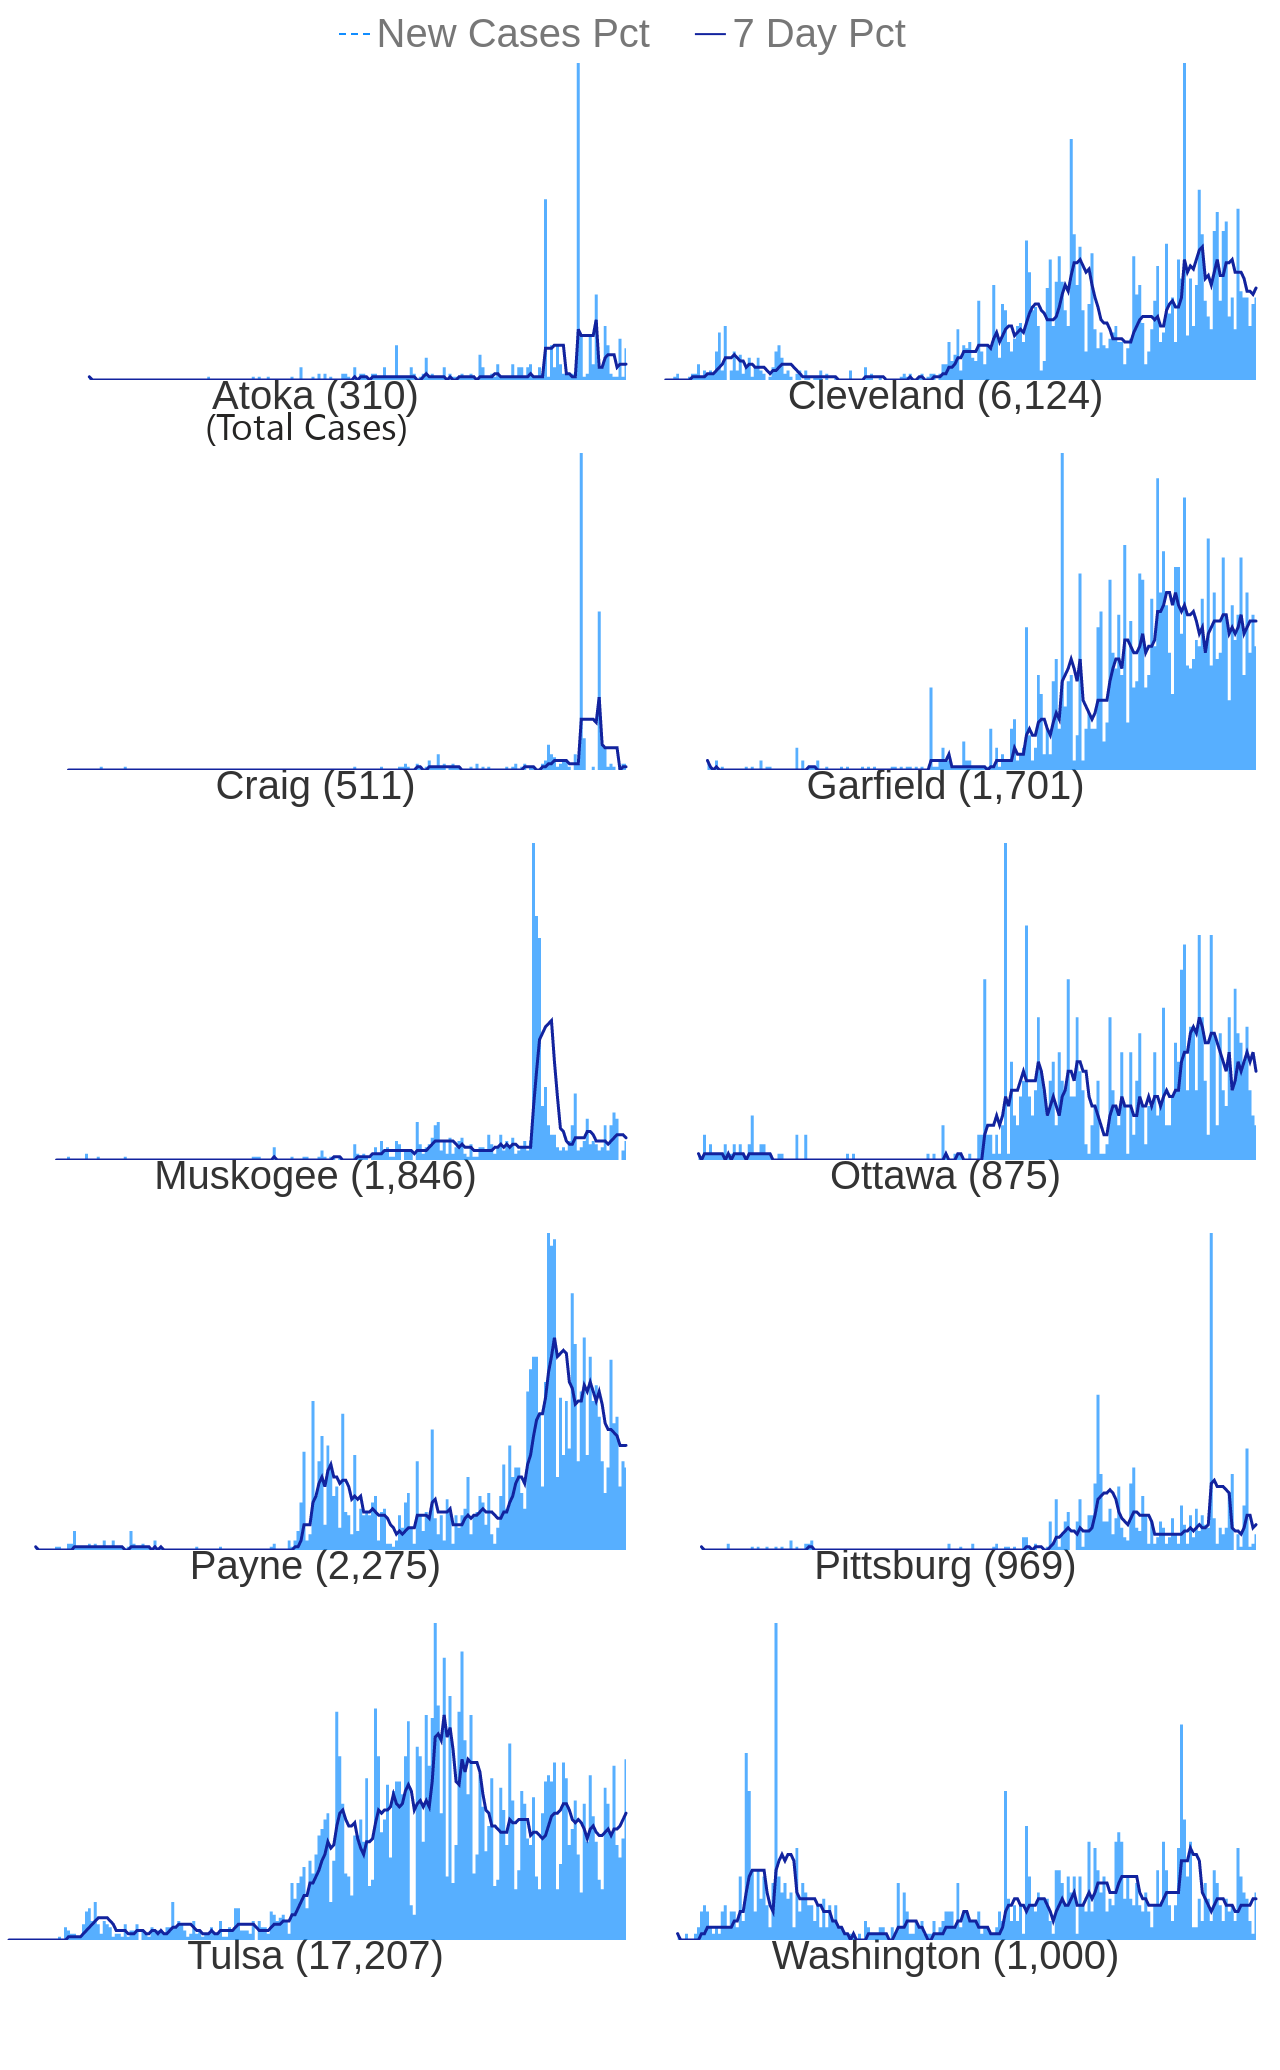 New Cases Pct 7 Day Pct
Atoka (310) Cleveland (6,124)
(Total Cases)
Craig (511) Garfield (1,701)
Muskogee (1,846) Ottawa (875)
Payne (2,275) Pittsburg (969)
Tulsa (17,207) Washington (1,000)